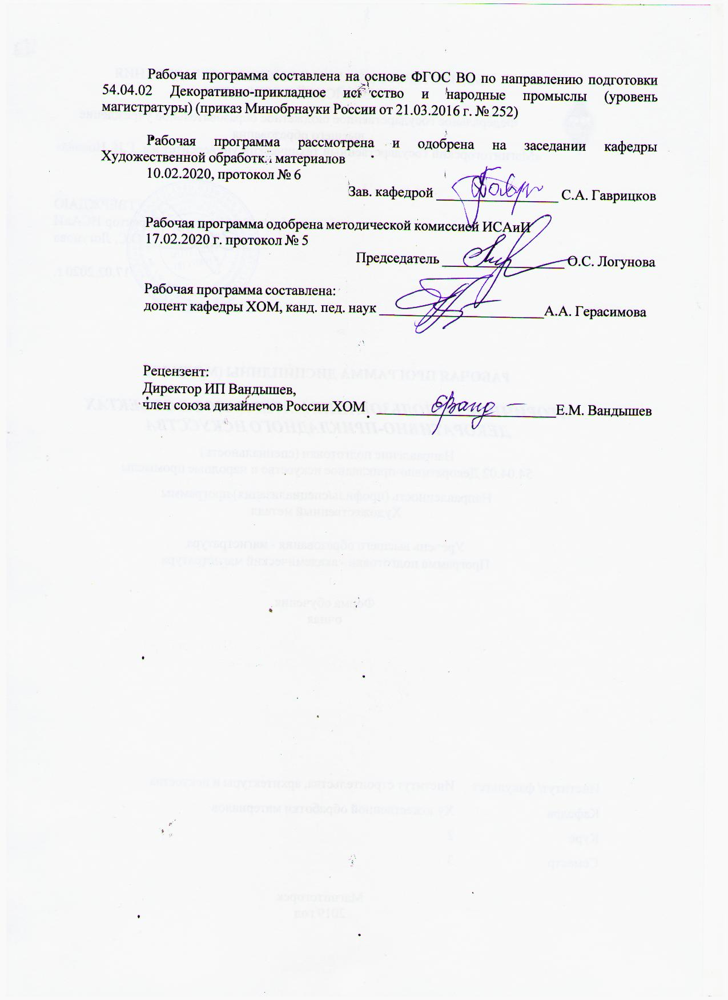 Рабочая программа составлена на основе ФГОС ВО по направлению подготовки
54.04.02 Декоративно-прикладное искусство и народные промыслы (уровень
магистратуры) (приказ Минобрнауки России от 21.03.2016 г. № 252)
Рабочая программа рассмотрена и одобрена на заседании кафедры
Художественной обработки материалов
10.02.2020, протокол № 6
Зав. кафедрой ________________ С.А. Гаврицков
Рабочая программа одобрена методической комиссией ИСАиИ
17.02.2020 г. протокол № 5
Председатель ________________ О.С. Логунова
Рабочая программа составлена:
доцент кафедры ХОМ, канд. пед. наук ______________________А.А. Герасимова
Рецензент:
Директор ИП Вандышев,
член союза дизайнеров России ХОМ _________________________Е.М. Вандышев